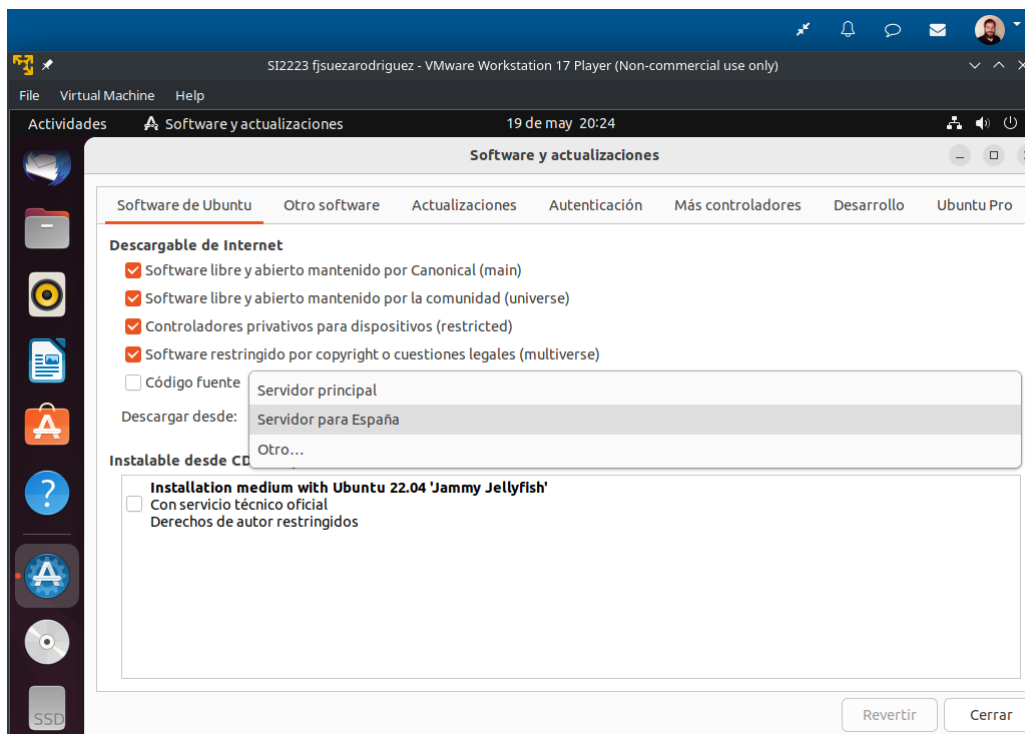 SI2223 fjsuezarodriguez - VMware Workstation 17 Player (Non-commercial use only)
File Virtual Machine Help
Actividades Software y actualizaciones 19 de may 20:24
Software y actualizaciones
Software de Ubuntu Otro software Actualizaciones Autenticación Más controladores Desarrollo Ubuntu Pro
Descargable de Internet
Software libre y abierto mantenido por Canonical (main)
Software libre y abierto mantenido por la comunidad (universe)
Controladores privativos para dispositivos (restricted)
Software restringido por copyright o cuestiones legales (multiverse)
Código fuente
Servidor principal
Descargar desde: Servidor para España
Otro...
Instalable desde CD
Installation medium with Ubuntu 22.04 'Jammy Jellyfish'
Con servicio técnico oficial
Derechos de autor restringidos
SSD
Revertir Cerrar